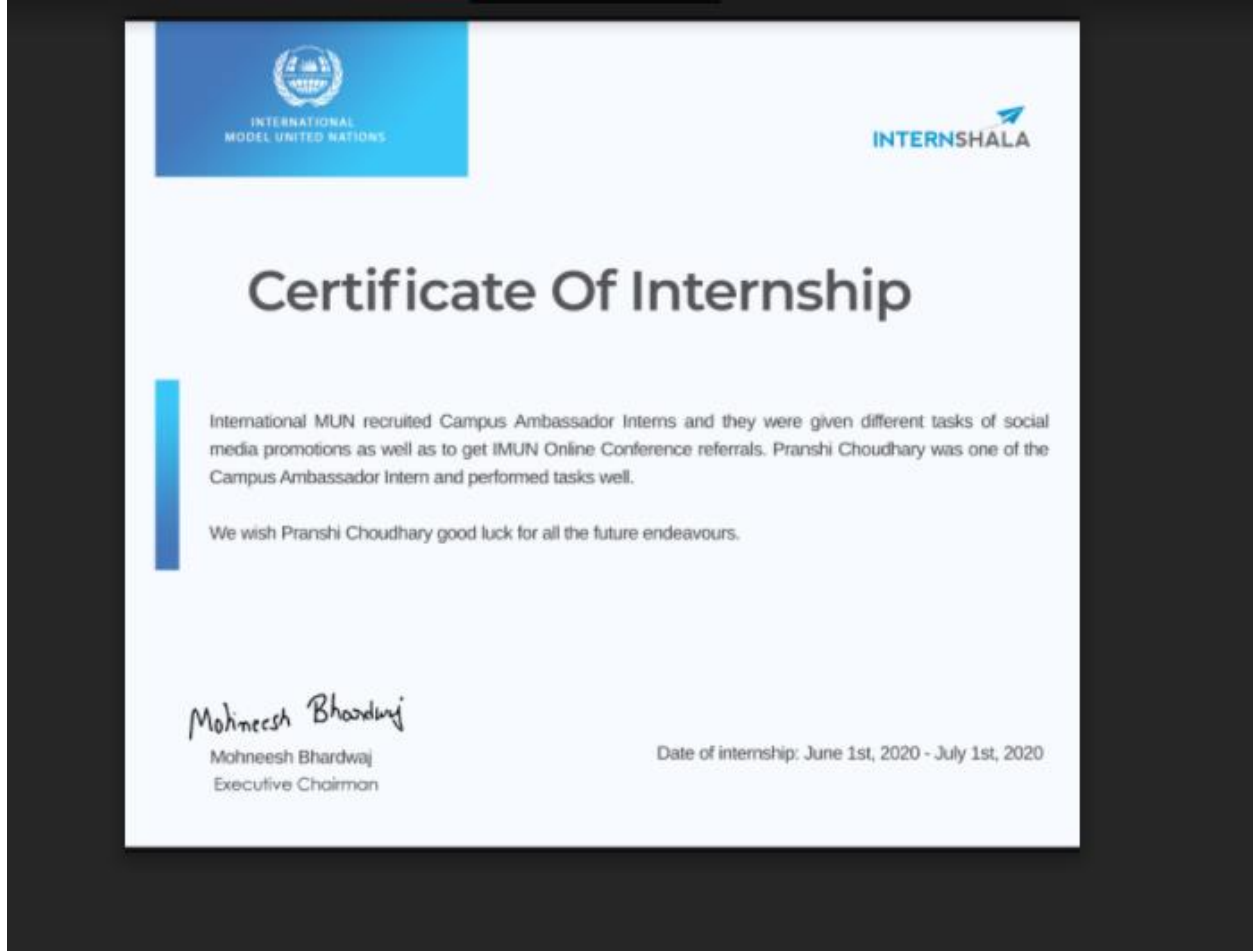 INTERNATIONAL
MODEL UNITED NATIONS
INTERNSHALA
Certificate Of Internship
International MUN recruited Campus Ambassador Interns and they were given different tasks of social
media promotions as well as to get IMUN Online Conference referrals. Pranshi Choudhary was one of the
Campus Ambassador Intern and performed tasks well.
We wish Pranshi Choudhary good luck for all the future endeavours.
Mohneesh Bhardwaj
Mohneesh Bhardwaj
Executive Chairman
Date of internship: June 1st, 2020 - July 1st, 2020